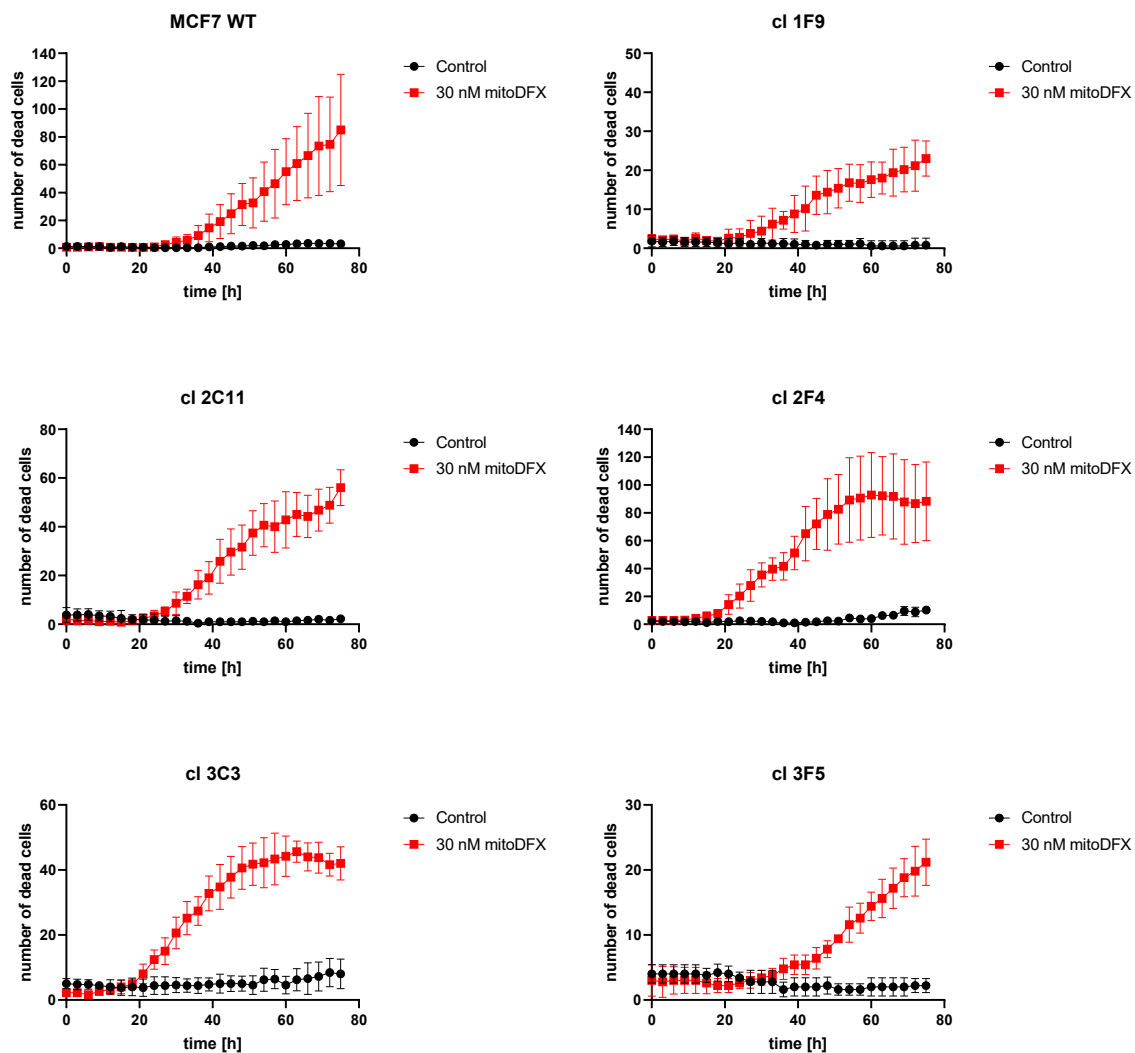 MCF7 WT
number of dead cells
140
120
100
80
60
40
20
0
0 20 40 60 80
time [h]
Control
30 nM mitoDFX
cl 1F9
number of dead cells
50
40
30
20
10
0
0 20 40 60 80
time [h]
Control
30 nM mitoDFX
cl 2C11
number of dead cells
80
60
40
20
0
0 20 40 60 80
time [h]
Control
30 nM mitoDFX
cl 2F4
number of dead cells
140
120
100
80
60
40
20
0
0 20 40 60 80
time [h]
Control
30 nM mitoDFX
cl 3C3
number of dead cells
60
40
20
0
0 20 40 60 80
time [h]
Control
30 nM mitoDFX
cl 3F5
number of dead cells
30
20
10
0
0 20 40 60 80
time [h]
Control
30 nM mitoDFX